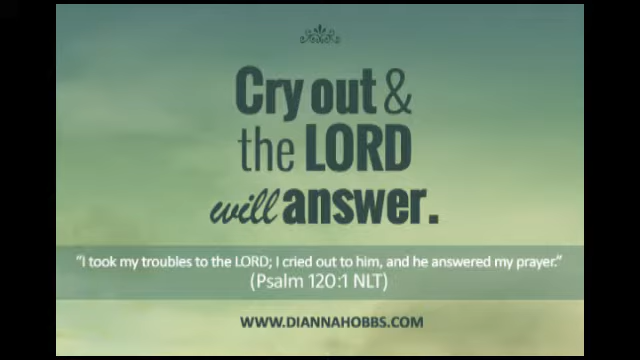 Cry out &
the LORD
will answer.
“I took my troubles to the LORD; I cried out to him, and he answered my prayer.”
(Psalm 120:1 NLT)
WWW.DIANNAHOBBS.COM